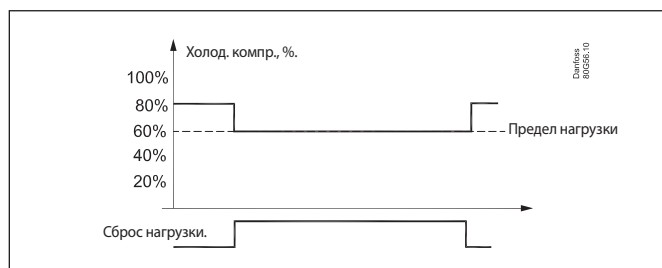 Холод. компр., %.
Danfoss
80G56.10
100%
80%
60%
Предел нагрузки
40%
20%
Сброс нагрузки.